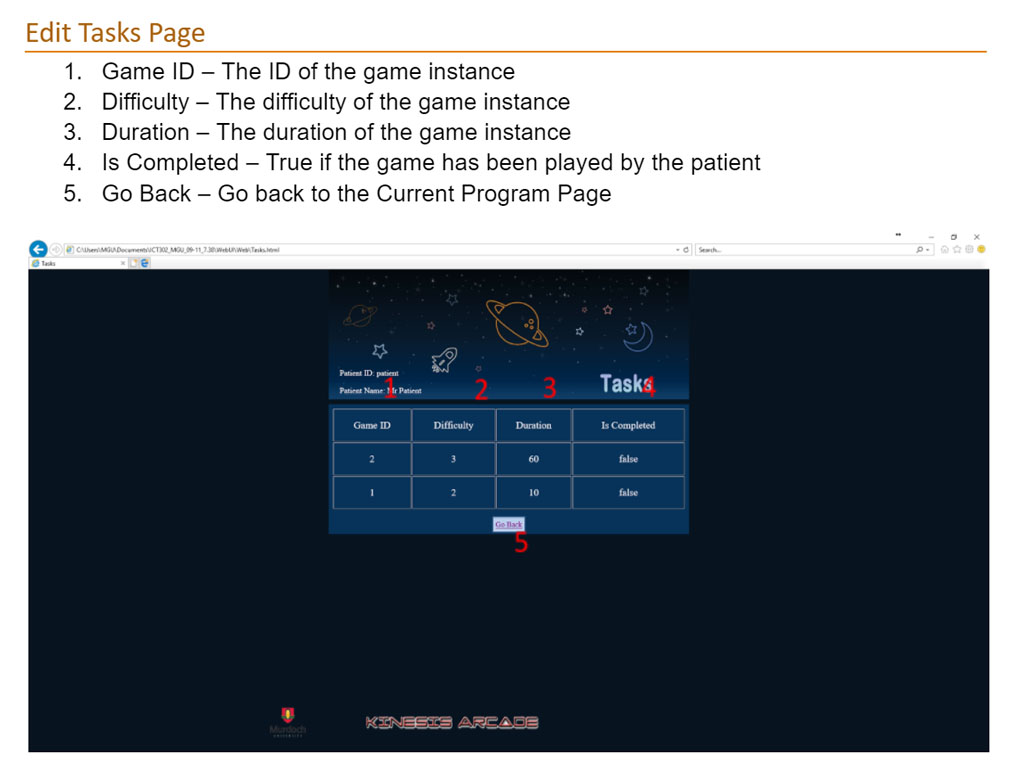 Edit Tasks Page
1. Game ID – The ID of the game instance
2. Difficulty – The difficulty of the game instance
3. Duration – The duration of the game instance
4. Is Completed – True if the game has been played by the patient
5. Go Back – Go back to the Current Program Page
C:\Users\MGU\Documents\ICT302_MGU_09-11_7.30\WebUI\Web\Tasks.html Search...
Tasks
Patient ID: patient
Patient Name: Mr Patient
1 2 3 Tasks 4
Game ID Difficulty Duration Is Completed
2 3 60 false
1 2 10 false
Go Back
5
Murdoch
UNIVERSITY
KINESIS ARCADE